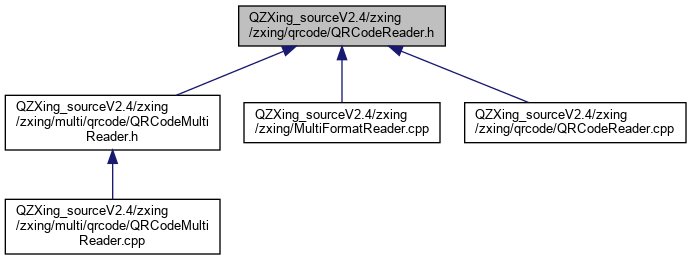 QZXing_sourceV2.4/zxing
/zxing/qrcode/QRCodeReader.h
QZXing_sourceV2.4/zxing
/zxing/multi/qrcode/QRCodeMulti
Reader.h
QZXing_sourceV2.4/zxing
/zxing/MultiFormatReader.cpp
QZXing_sourceV2.4/zxing
/zxing/qrcode/QRCodeReader.cpp
QZXing_sourceV2.4/zxing
/zxing/multi/qrcode/QRCodeMulti
Reader.cpp